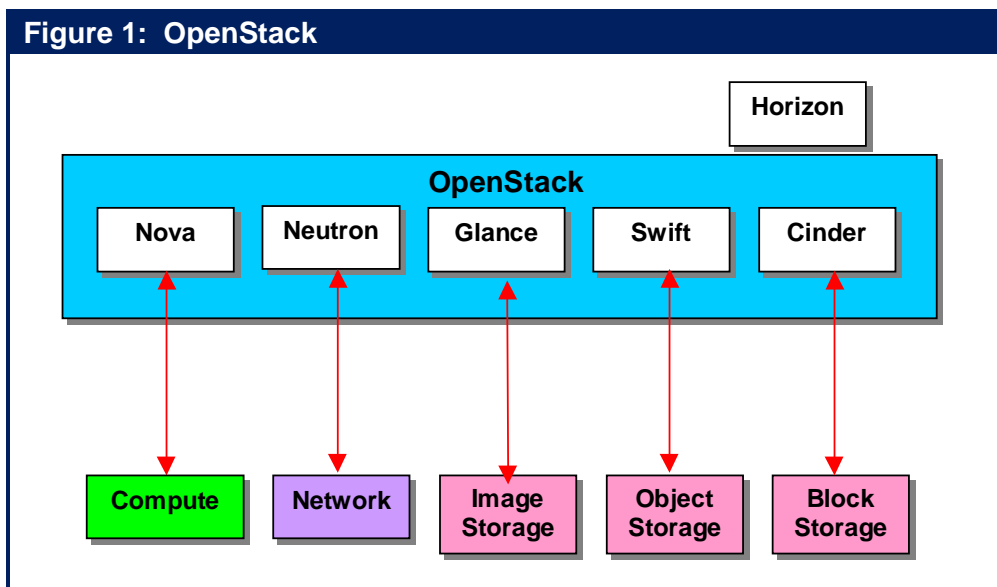 Figure 1: OpenStack
Horizon
OpenStack
Nova
Neutron
Glance
Swift
Cinder
Compute
Network
Image
Storage
Object
Storage
Block
Storage